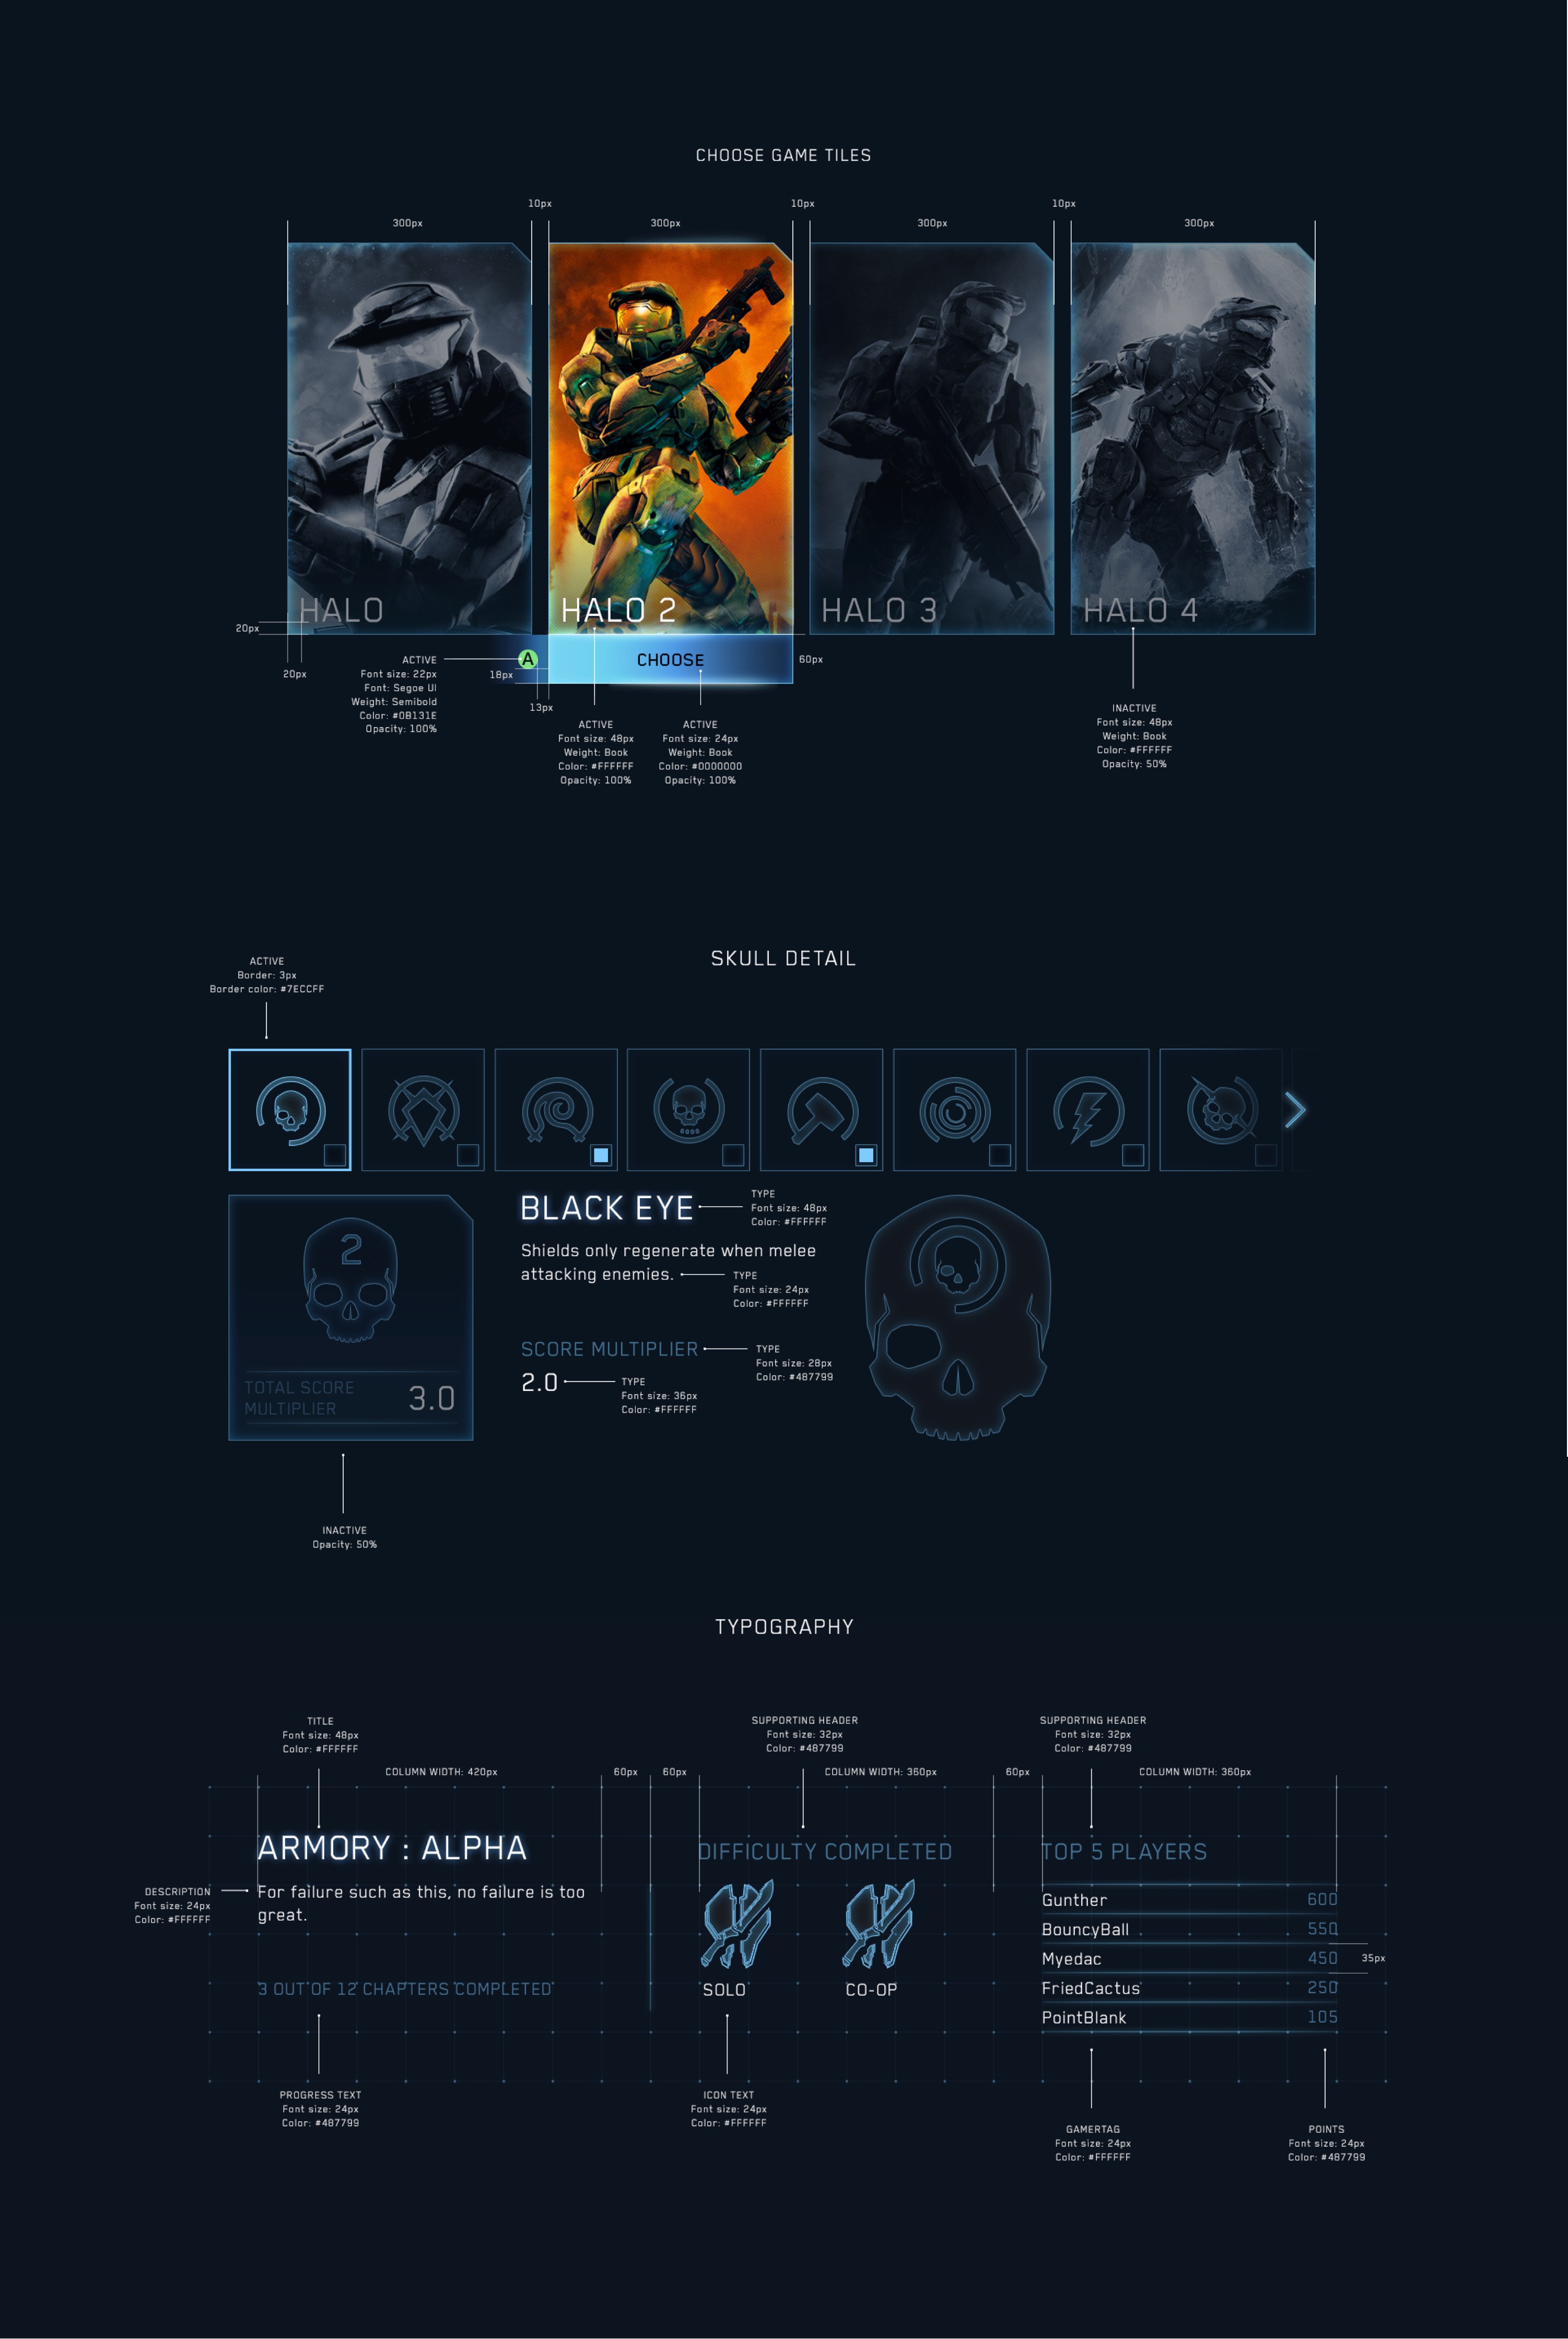 CHOOSE GAME TILES
10px
10px
10px
300px
300px
300px
300px
HALO
HALO 2
HALO 3
HALO 4
20px
20px
A
CHOOSE
60px
18px
13px
ACTIVE
Font size: 22px
Font: Segoe UI
Weight: Semibold
Color: #0B131E
Opacity: 100%
ACTIVE
Font size: 48px
Weight: Book
Color: #FFFFFF
Opacity: 100%
ACTIVE
Font size: 24px
Weight: Book
Color: #0000000
Opacity: 100%
INACTIVE
Font size: 48px
Weight: Book
Color: #FFFFFF
Opacity: 50%
SKULL DETAIL
ACTIVE
Border: 3px
Border color: #7ECCFF
2
TOTAL SCORE
MULTIPLIER
3.0
BLACK EYE
TYPE
Font size: 48px
Color: #FFFFFF
Shields only regenerate when melee
attacking enemies.
TYPE
Font size: 24px
Color: #FFFFFF
SCORE MULTIPLIER
TYPE
Font size: 28px
Color: #487799
2.0
TYPE
Font size: 36px
Color: #FFFFFF
INACTIVE
Opacity: 50%
TYPOGRAPHY
TITLE
Font size: 48px
Color: #FFFFFF
SUPPORTING HEADER
Font size: 32px
Color: #487799
SUPPORTING HEADER
Font size: 32px
Color: #487799
COLUMN WIDTH: 420px
60px
60px
COLUMN WIDTH: 360px
60px
COLUMN WIDTH: 360px
ARMORY : ALPHA
DESCRIPTION
Font size: 24px
Color: #FFFFFF
For failure such as this, no failure is too
great.
3 OUT OF 12 CHAPTERS COMPLETED
DIFFICULTY COMPLETED
SOLO
CO-OP
TOP 5 PLAYERS
Gunther 600
BouncyBall 550
Myedac 450
35px
FriedCactus 250
PointBlank 105
PROGRESS TEXT
Font size: 24px
Color: #487799
ICON TEXT
Font size: 24px
Color: #FFFFFF
GAMERTAG
Font size: 24px
Color: #FFFFFF
POINTS
Font size: 24px
Color: #487799